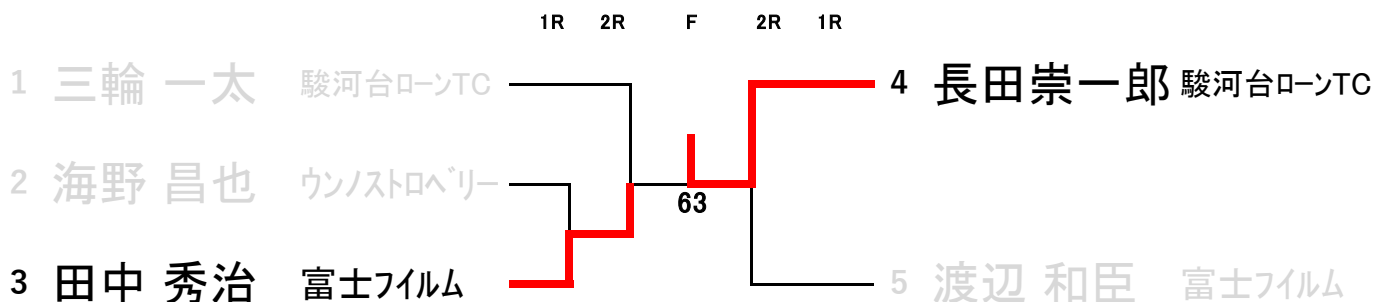 1R 2R F 2R 1R
1 三輪 一太 駿河台ローンTC
4 長田崇一郎 駿河台ローンTC
2 海野 昌也 ウンノストロベリー
63
3 田中 秀治 富士フイルム
5 渡辺 和臣 富士フイルム